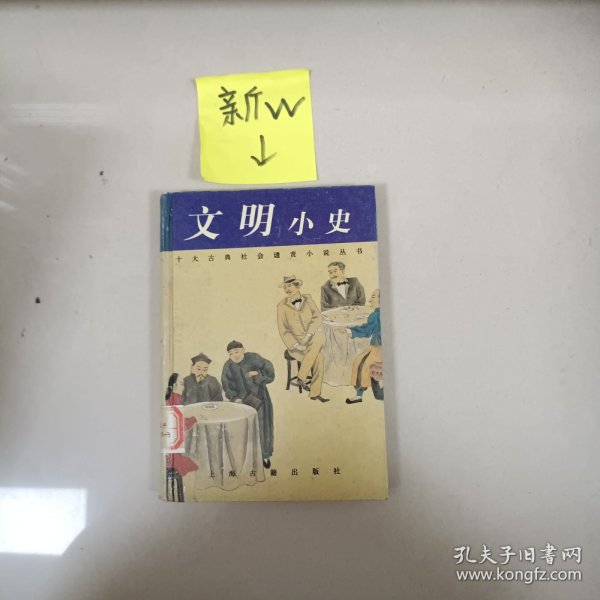 新W
↓
文明小史
十大古典社会谴责小说丛书
上海古籍出版社
孔夫子旧书网
www.kongfz.com